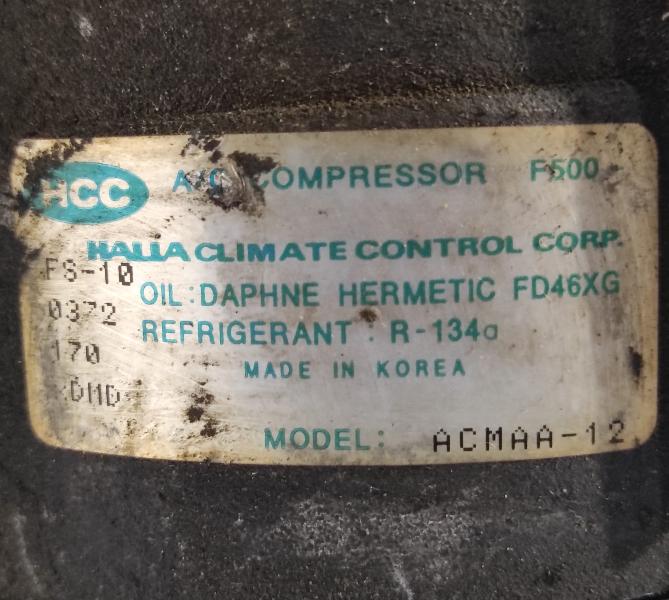 HCC A/C COMPRESSOR F500
HALLA CLIMATE CONTROL CORP.
FS-10
OIL : DAPHNE HERMETIC FD46XG
0372
REFRIGERANT : R-134a
170
MADE IN KOREA
DMD
MODEL: ACMAA-12